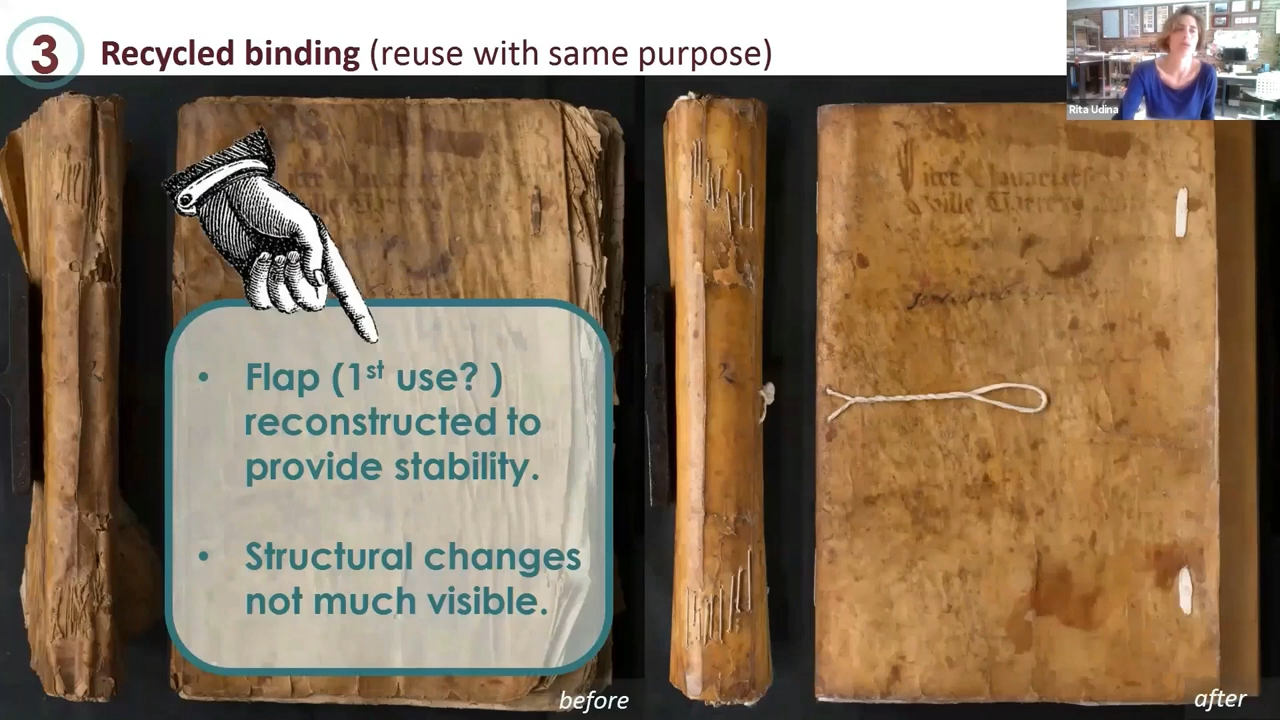 3
Recycled binding (reuse with same purpose)
Rita Udina
• Flap (1st use? )
reconstructed to
provide stability.
• Structural changes
not much visible.
before
after